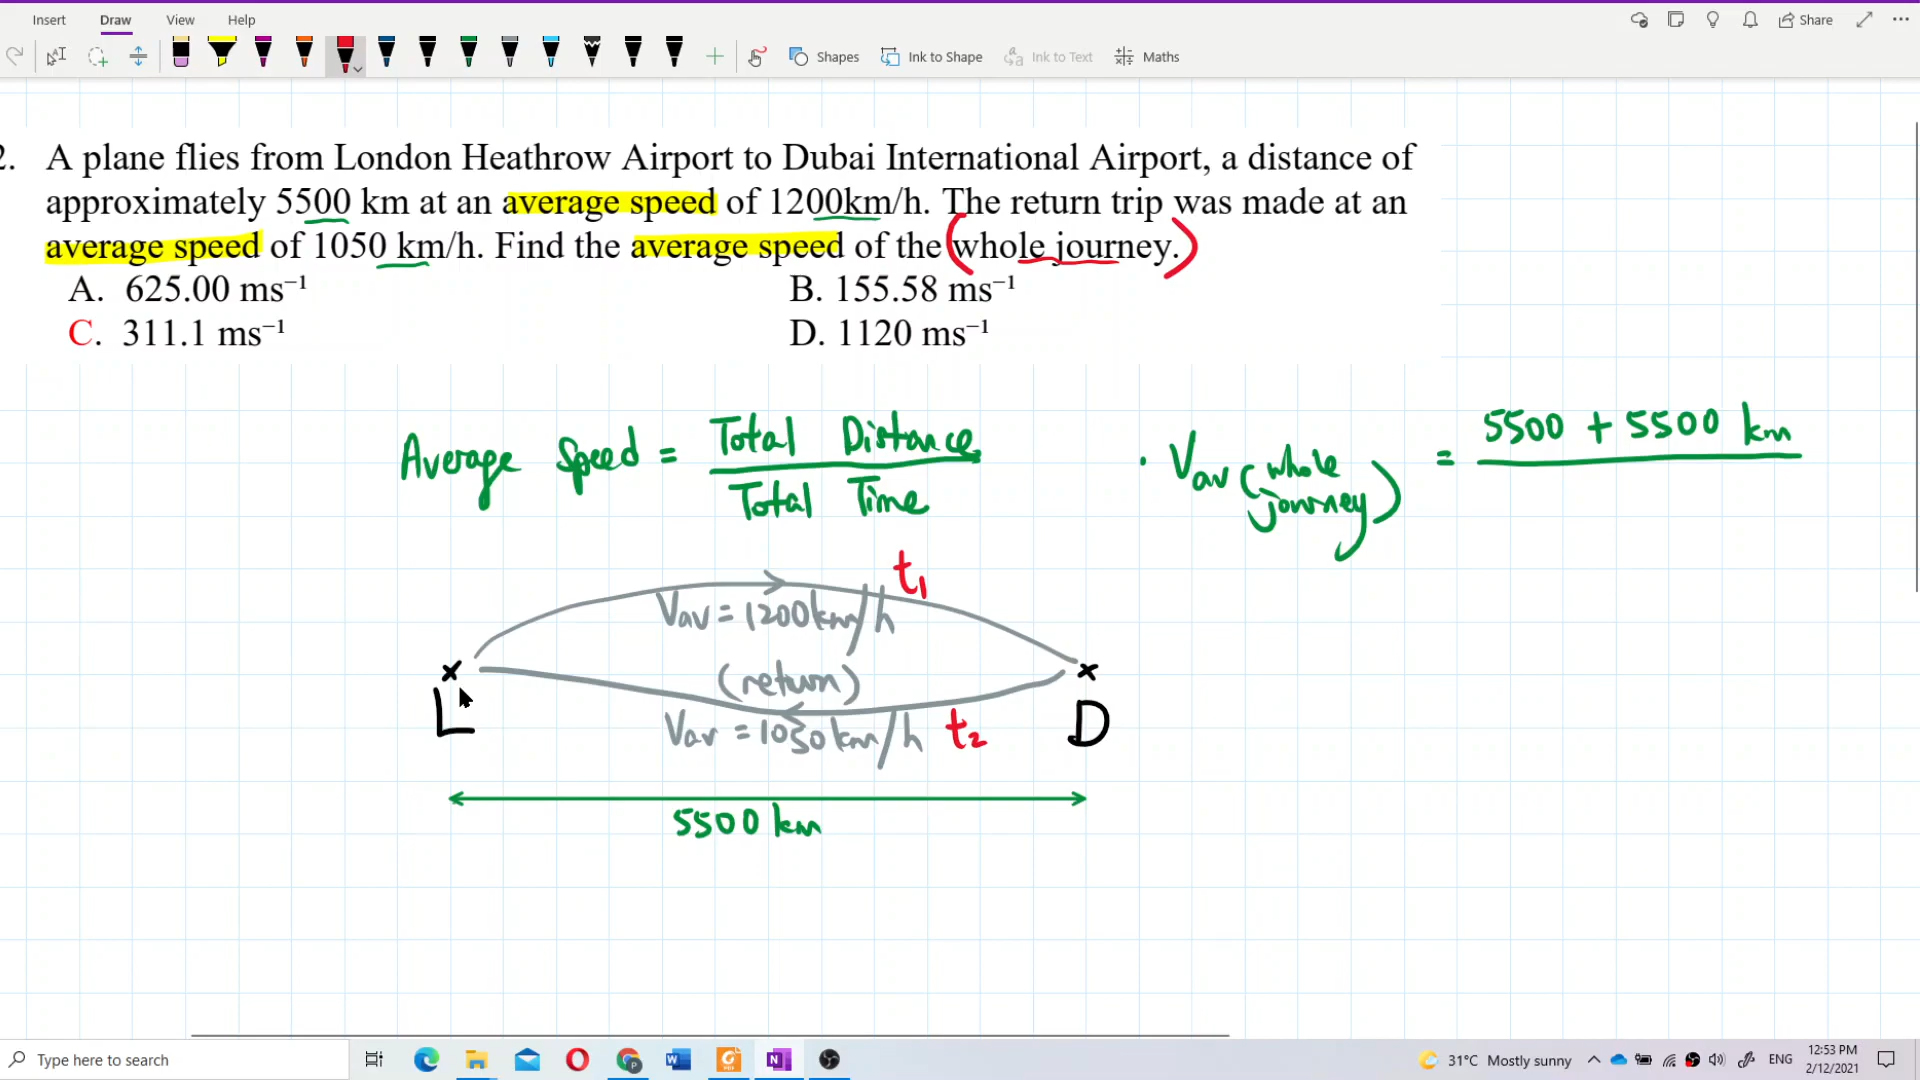 Insert Draw View Help
Share
Shapes Ink to Shape Ink to Text Maths
2. A plane flies from London Heathrow Airport to Dubai International Airport, a distance of
approximately 5500 km at an average speed of 1200km/h. The return trip was made at an
average speed of 1050 km/h. Find the average speed of the (whole journey.)
A. 625.00 ms⁻¹ B. 155.58 ms⁻¹
C. 311.1 ms⁻¹ D. 1120 ms⁻¹
Average Speed = Total Distance
Total Time
. Vav (whole journey) = 5500 + 5500 km
t₁
Vav = 1200km/h
x x
(return)
L D
Vav = 1050km/h t₂
5500 km
Type here to search
31°C Mostly sunny
ENG
12:53 PM
2/12/2021